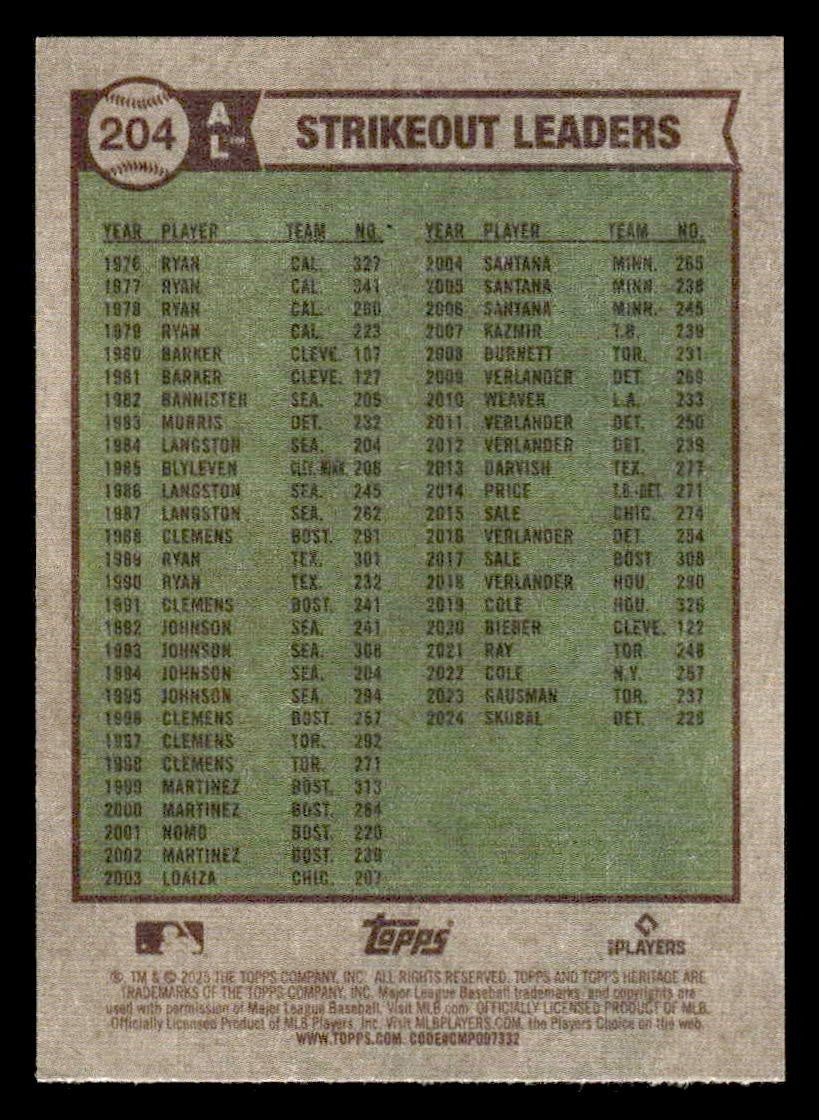 204
AL
STRIKEOUT LEADERS
YEAR PLAYER TEAM NO.
1976 RYAN CAL. 327
1977 RYAN CAL. 341
1978 RYAN CAL. 260
1979 RYAN CAL. 223
1980 BARKER CLEVE. 187
1981 BARKER CLEVE. 127
1982 BANNISTER SEA. 205
1983 MORRIS DET. 232
1984 LANGSTON SEA. 204
1985 BLYLEVEN CLEV.-MINN. 206
1986 LANGSTON SEA. 245
1987 LANGSTON SEA. 262
1988 CLEMENS BOST. 291
1989 RYAN TEX. 301
1990 RYAN TEX. 232
1991 CLEMENS BOST. 241
1992 JOHNSON SEA. 241
1993 JOHNSON SEA. 308
1994 JOHNSON SEA. 204
1995 JOHNSON SEA. 294
1996 CLEMENS BOST. 257
1997 CLEMENS TOR. 292
1998 CLEMENS TOR. 271
1999 MARTINEZ BOST. 313
2000 MARTINEZ BOST. 284
2001 NOMO BOST. 220
2002 MARTINEZ BOST. 239
2003 LOAIZA CHIC. 207
YEAR PLAYER TEAM NO.
2004 SANTANA MINN. 265
2005 SANTANA MINN. 238
2006 SANTANA MINN. 245
2007 KAZMIR T.B. 239
2008 BURNETT TOR. 231
2009 VERLANDER DET. 269
2010 WEAVER L.A. 233
2011 VERLANDER DET. 250
2012 VERLANDER DET. 239
2013 DARVISH TEX. 277
2014 PRICE T.B.-DET. 271
2015 SALE CHIC. 274
2016 VERLANDER DET. 254
2017 SALE BOST. 308
2018 VERLANDER HOU. 290
2019 COLE HOU. 326
2020 BIEBER CLEVE. 122
2021 RAY TOR. 248
2022 COLE N.Y. 257
2023 GAUSMAN TOR. 237
2024 SKUBAL DET. 228
Topps
MLB PLAYERS
®, TM & © 2025 THE TOPPS COMPANY, INC. ALL RIGHTS RESERVED. TOPPS AND TOPPS HERITAGE ARE
TRADEMARKS OF THE TOPPS COMPANY, INC. Major League Baseball trademarks and copyrights are
used with permission of Major League Baseball. Visit MLB.com. OFFICIALLY LICENSED PRODUCT OF MLB
Officially Licensed Product of MLB Players, Inc. Visit MLBPLAYERS.COM, the Players Choice on the web.
WWW.TOPPS.COM. CODE#CMP097332